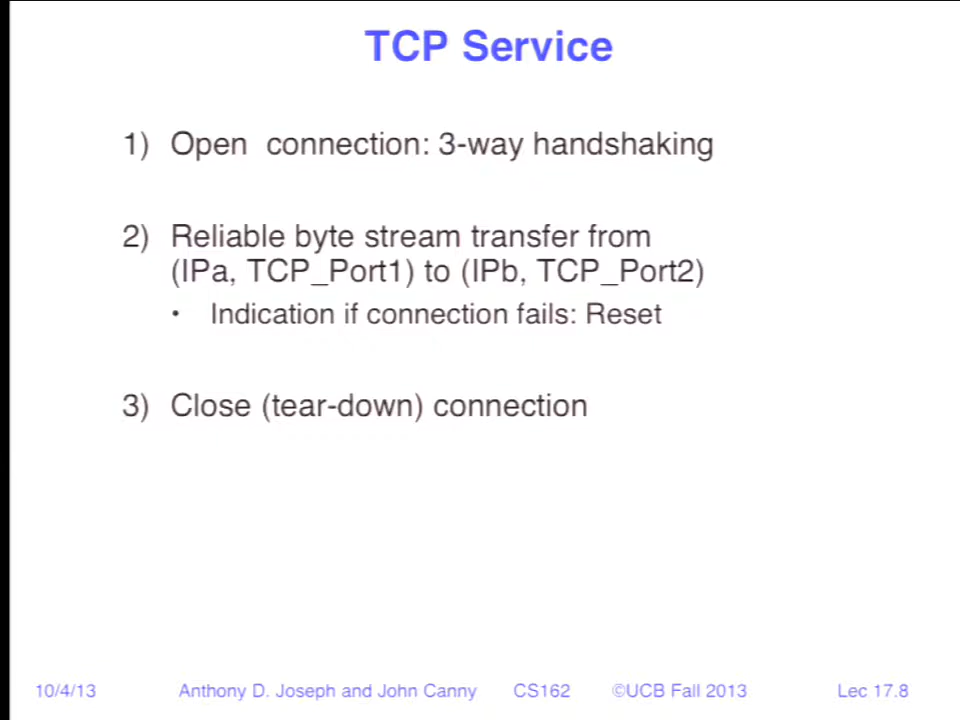 TCP Service
1) Open connection: 3-way handshaking
2) Reliable byte stream transfer from
(IPa, TCP_Port1) to (IPb, TCP_Port2)
• Indication if connection fails: Reset
3) Close (tear-down) connection
10/4/13 Anthony D. Joseph and John Canny CS162 ©UCB Fall 2013 Lec 17.8